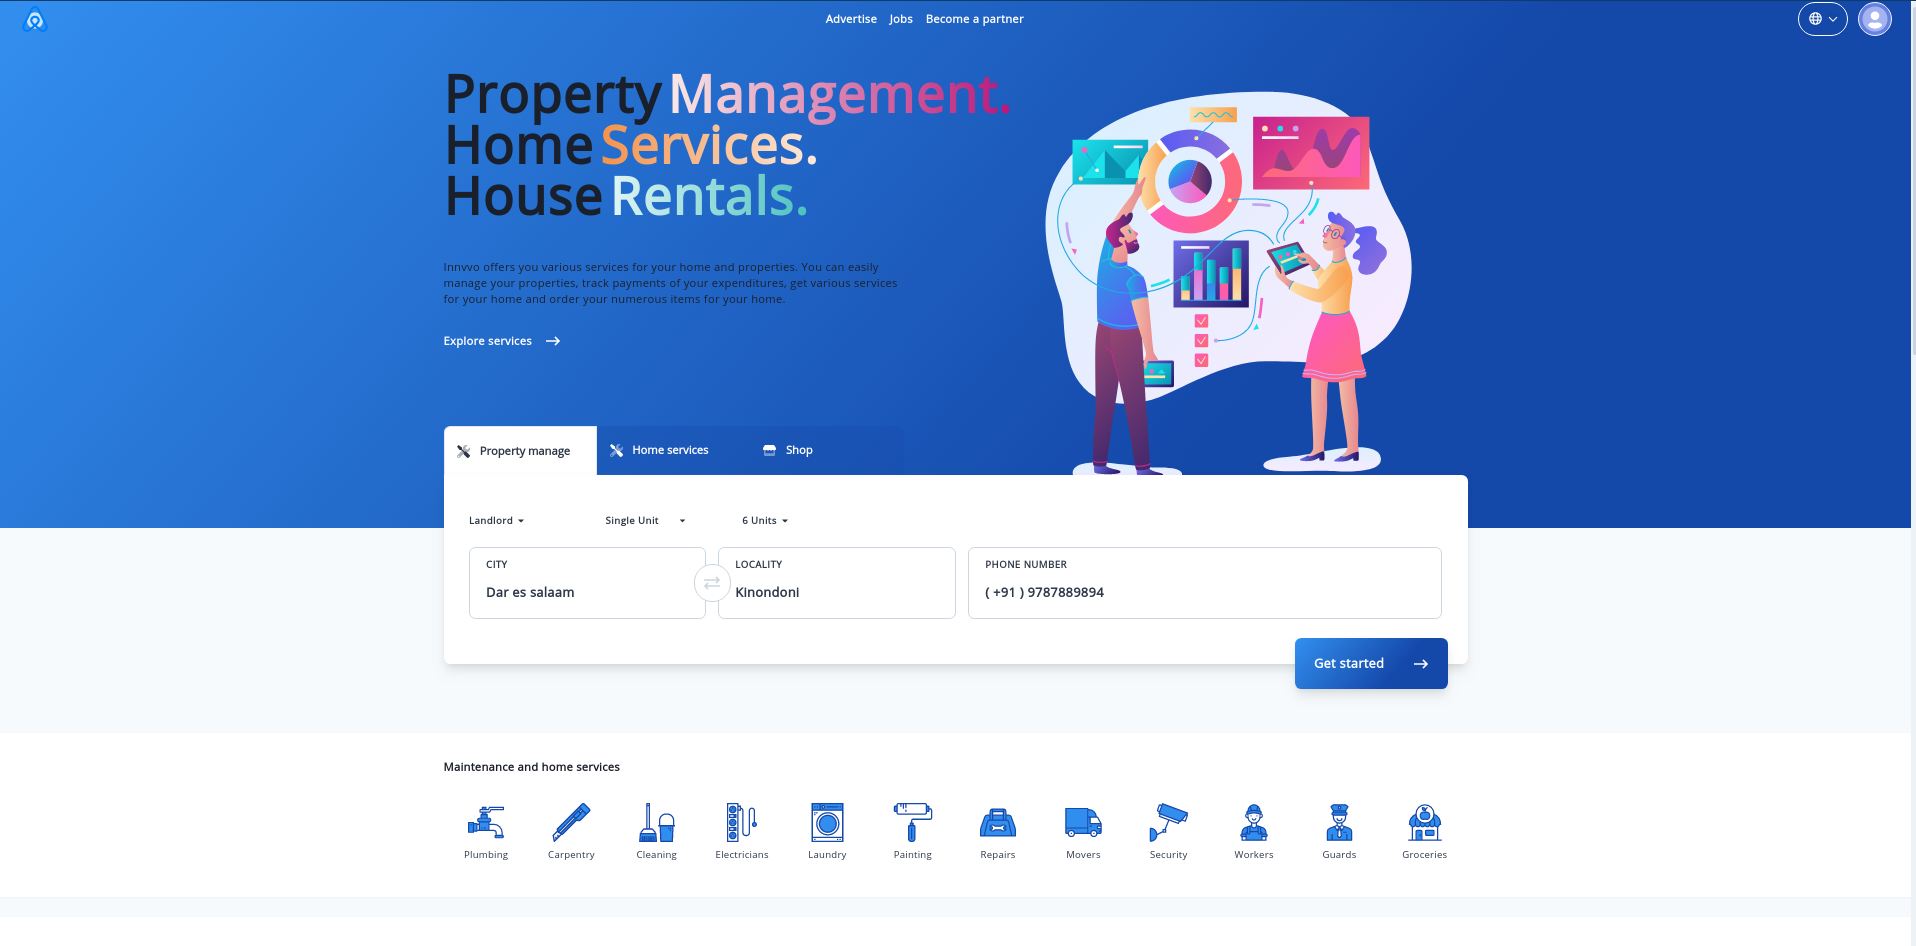 Advertise Jobs Become a partner
Property Management.
Home Services.
House Rentals.
Innvvo offers you various services for your home and properties. You can easily
manage your properties, track payments of your expenditures, get various services
for your home and order your numerous items for your home.
Explore services
Property manage
Home services
Shop
Landlord
Single Unit
6 Units
CITY
Dar es salaam
LOCALITY
Kinondoni
PHONE NUMBER
( +91 ) 9787889894
Get started
Maintenance and home services
Plumbing
Carpentry
Cleaning
Electricians
Laundry
Painting
Repairs
Movers
Security
Workers
Guards
Groceries